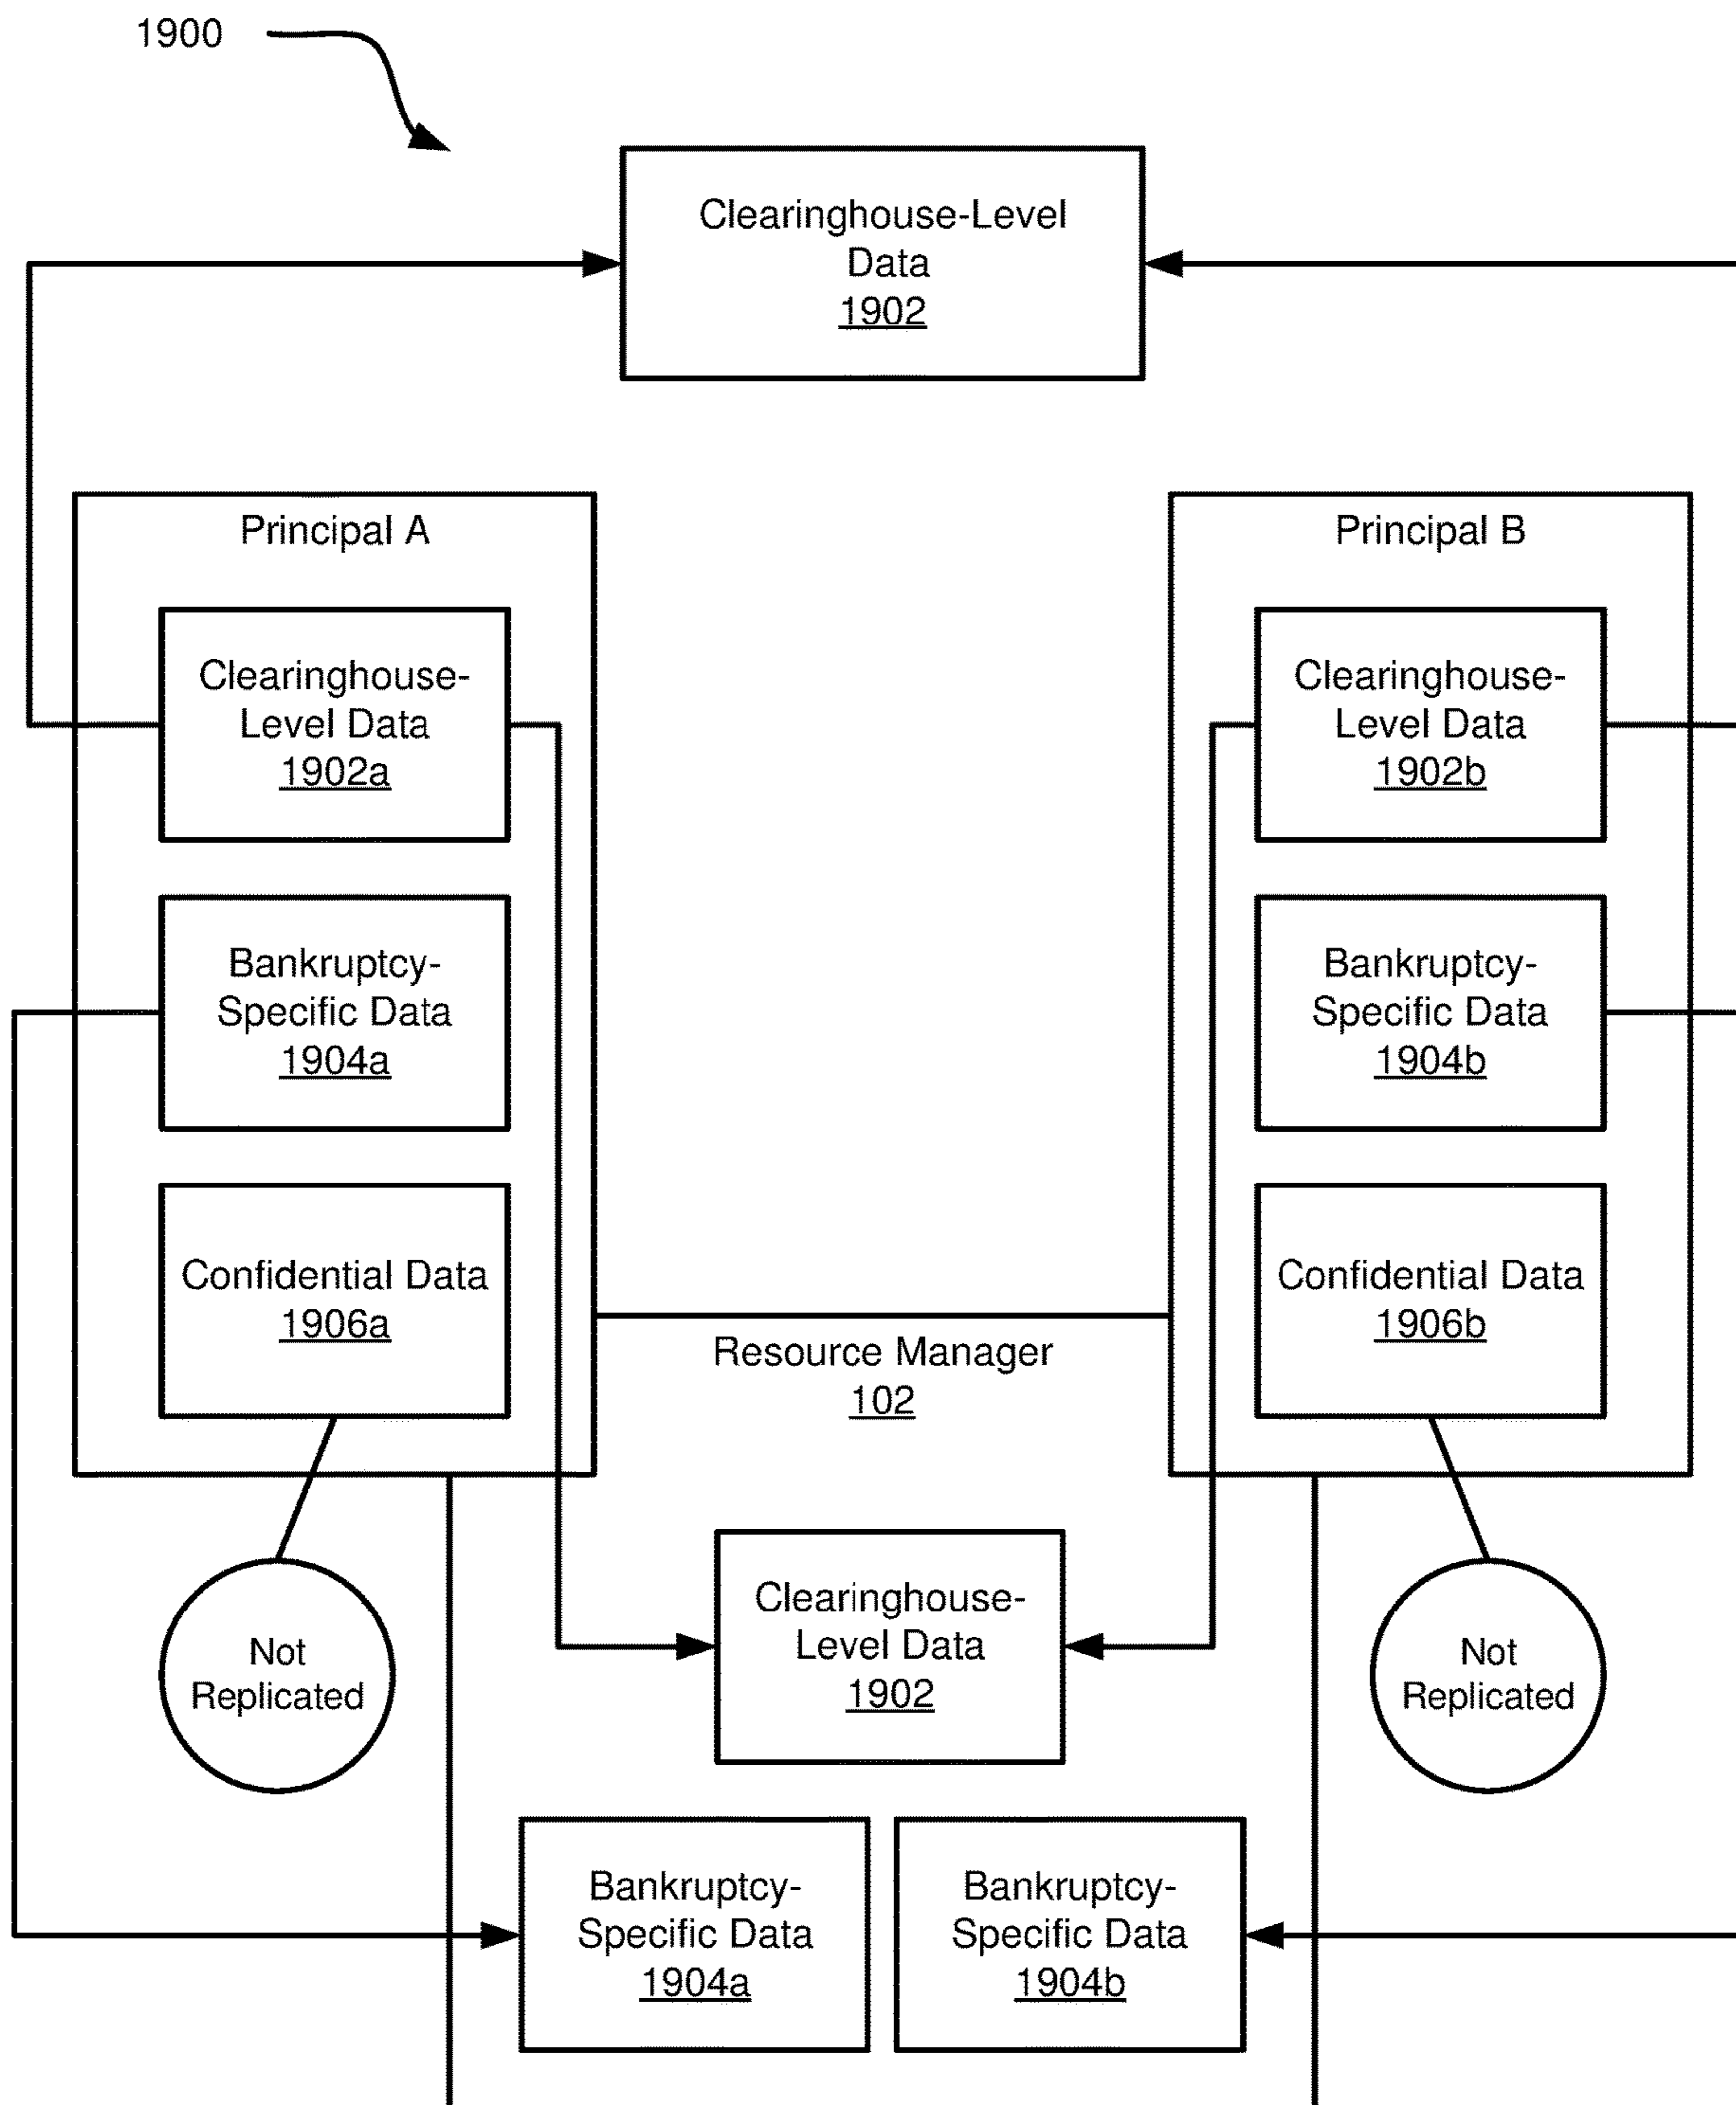 1900
Clearinghouse-Level
Data
1902
Principal A
Clearinghouse-
Level Data
1902a
Bankruptcy-
Specific Data
1904a
Confidential Data
1906a
Not
Replicated
Principal B
Clearinghouse-
Level Data
1902b
Bankruptcy-
Specific Data
1904b
Confidential Data
1906b
Not
Replicated
Resource Manager
102
Clearinghouse-
Level Data
1902
Bankruptcy-
Specific Data
1904a
Bankruptcy-
Specific Data
1904b